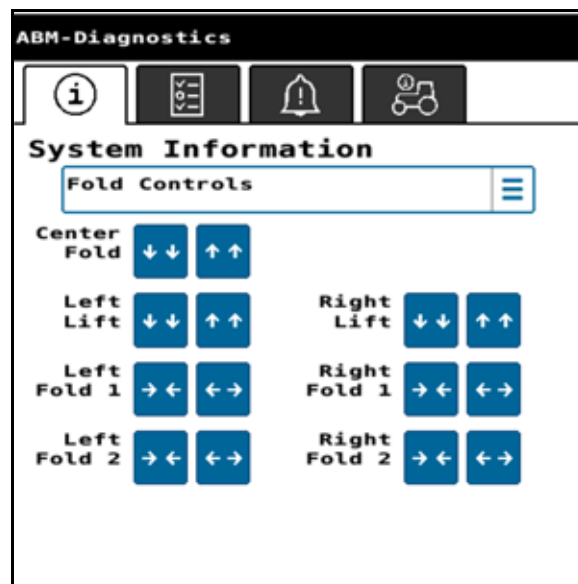 ABM-Diagnostics
System Information
Fold Controls
Center
Fold
Left
Lift
Right
Lift
Left
Fold 1
Right
Fold 1
Left
Fold 2
Right
Fold 2